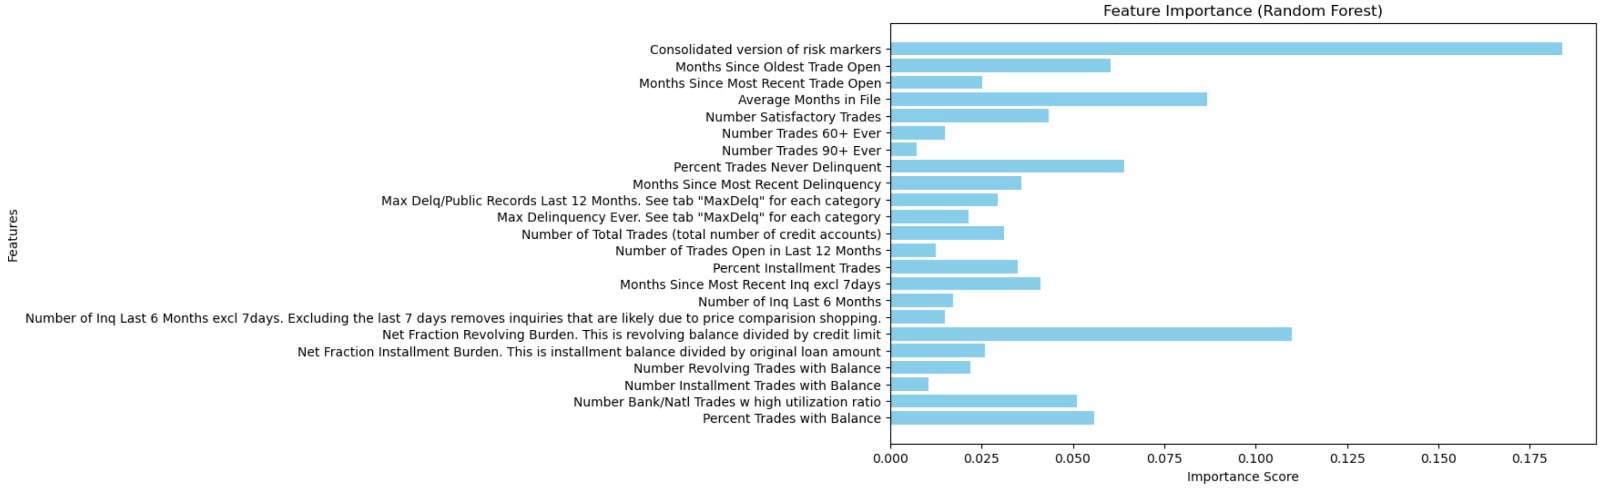 Feature Importance (Random Forest)
Features
Consolidated version of risk markers
Months Since Oldest Trade Open
Months Since Most Recent Trade Open
Average Months in File
Number Satisfactory Trades
Number Trades 60+ Ever
Number Trades 90+ Ever
Percent Trades Never Delinquent
Months Since Most Recent Delinquency
Max Delq/Public Records Last 12 Months. See tab "MaxDelq" for each category
Max Delinquency Ever. See tab "MaxDelq" for each category
Number of Total Trades (total number of credit accounts)
Number of Trades Open in Last 12 Months
Percent Installment Trades
Months Since Most Recent Inq excl 7days
Number of Inq Last 6 Months
Number of Inq Last 6 Months excl 7days. Excluding the last 7 days removes inquiries that are likely due to price comparision shopping.
Net Fraction Revolving Burden. This is revolving balance divided by credit limit
Net Fraction Installment Burden. This is installment balance divided by original loan amount
Number Revolving Trades with Balance
Number Installment Trades with Balance
Number Bank/Natl Trades w high utilization ratio
Percent Trades with Balance
0.000 0.025 0.050 0.075 0.100 0.125 0.150 0.175
Importance Score